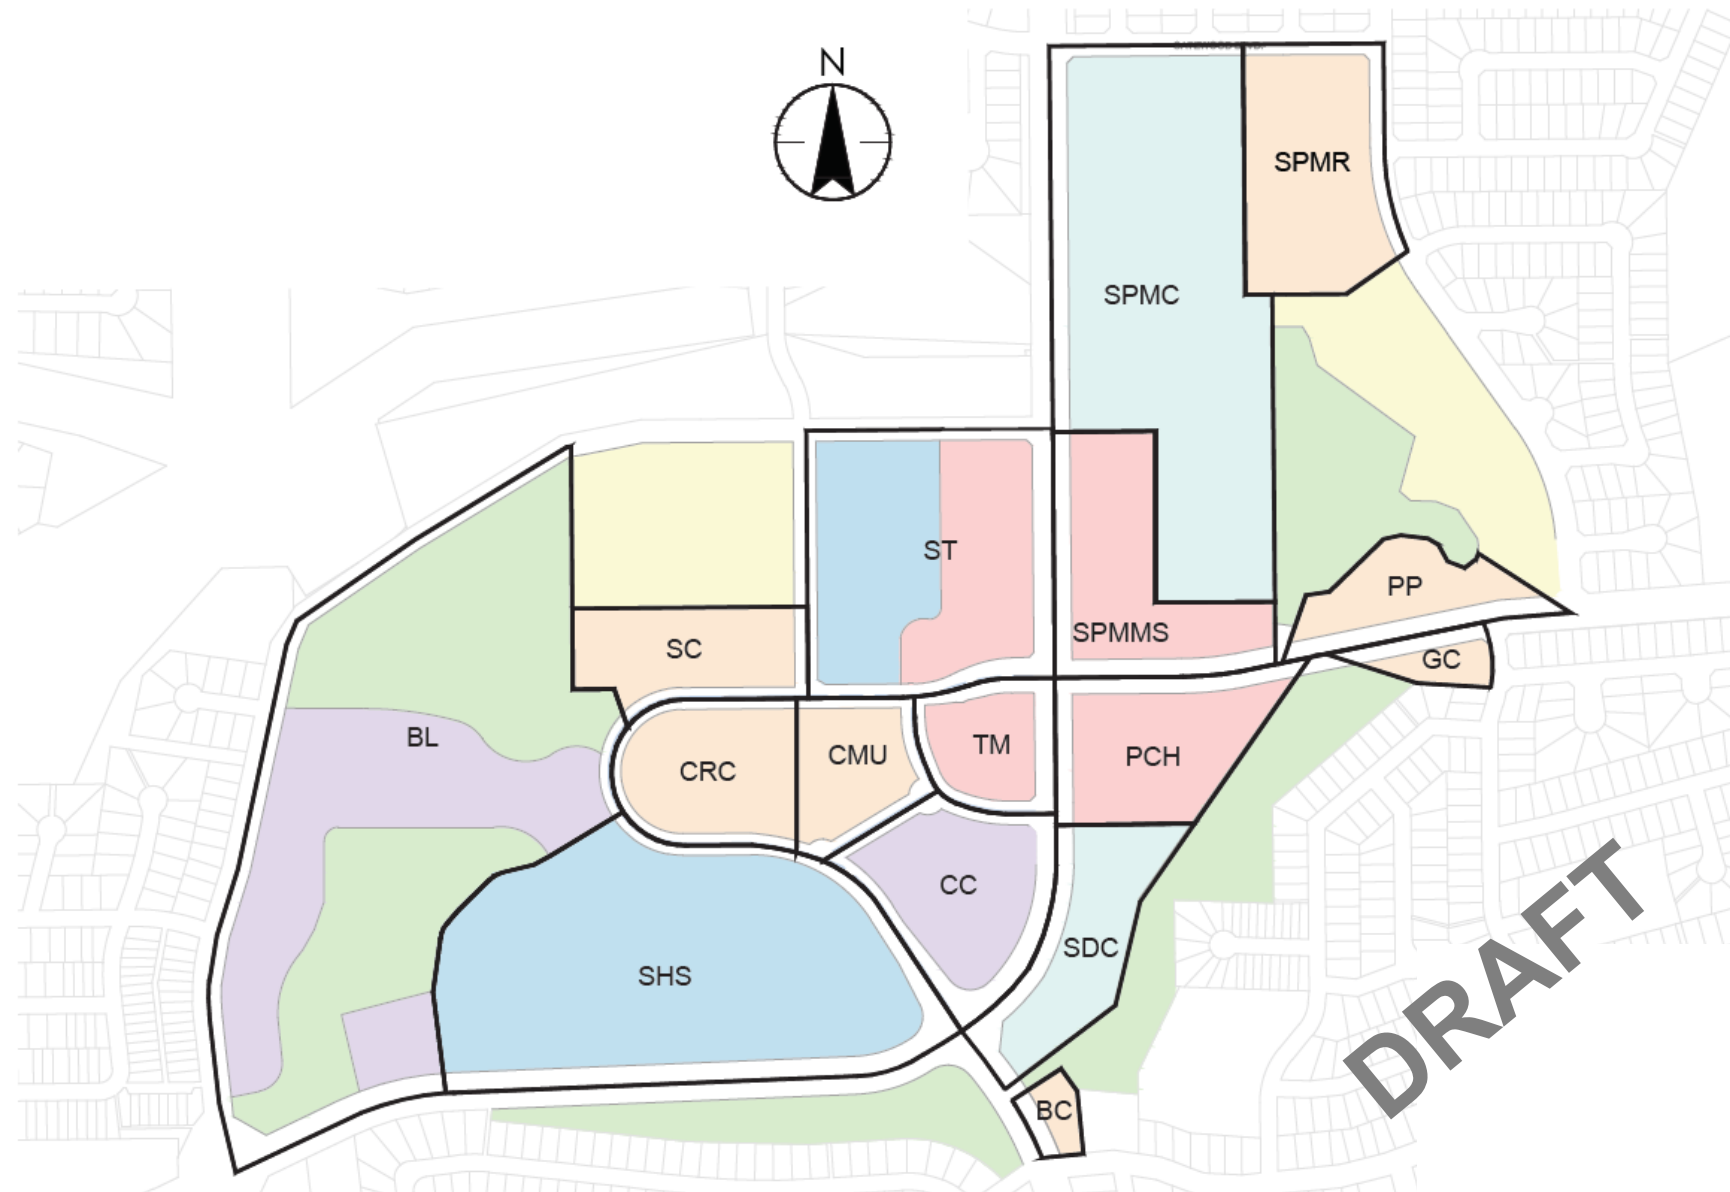 N
SPMR
SPMC
ST
PP
SPMMS
SC
GC
BL
TM
CMU
PCH
CRC
CC
SDC
SHS
BC
DRAFT